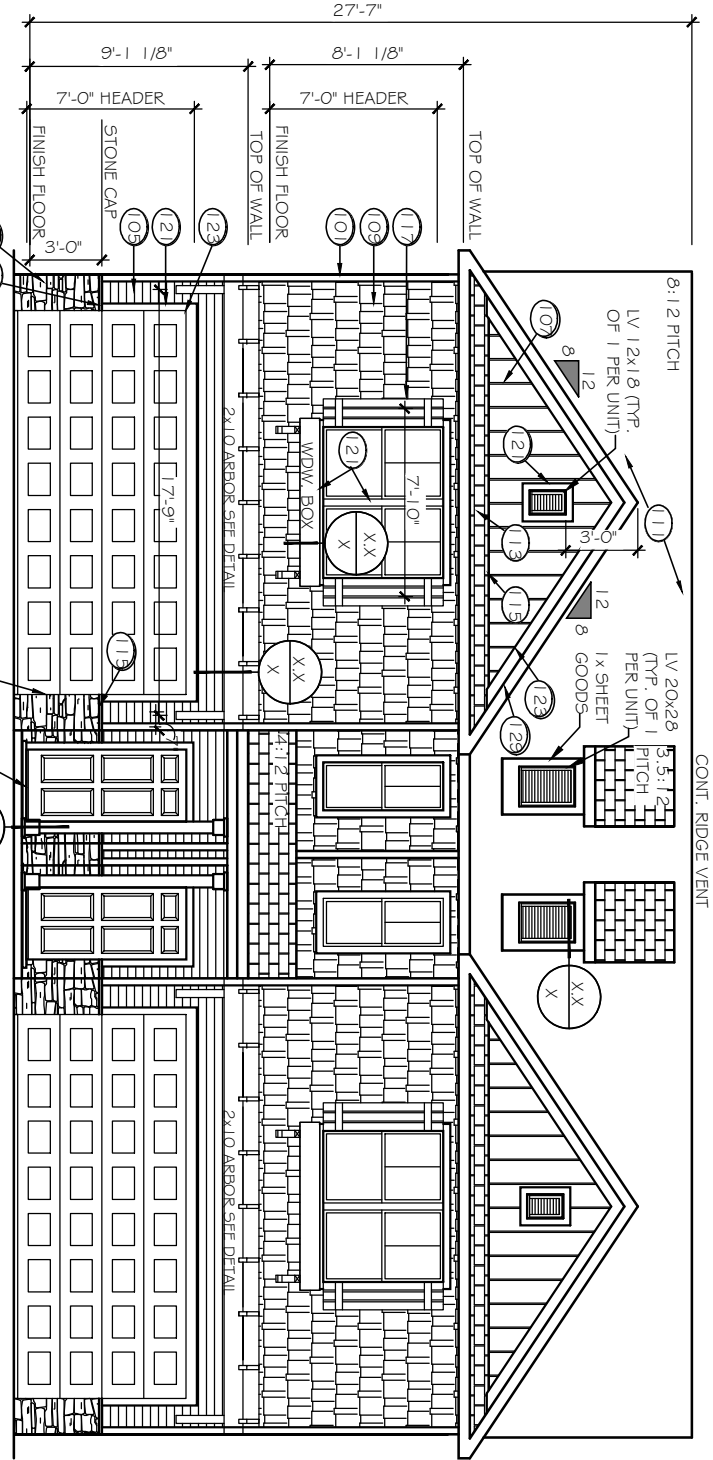 27'-7"
9'-1 1/8"
8'-1 1/8"
7'-0" HEADER
7'-0" HEADER
FINISH FLOOR
STONE CAP
TOP OF WALL
FINISH FLOOR
TOP OF WALL
3'-0"
105
121
123
101
109
117
8:12 PITCH
LV 12x18 (TYP.
OF 1 PER UNIT)
107
12
8
121
3'-0"
111
113
115
12
8
123
129
LV 20x28
(TYP. OF 1
PER UNIT)
3.5:12
PITCH
1x SHEET
GOODS
CONT. RIDGE VENT
X.X
X
7'-10"
121
WDW. BOX
X.X
X
2x10 ARBOR SEE DETAIL
17'-9"
X.X
X
115
4:12 PITCH
2x10 ARBOR SEE DETAIL